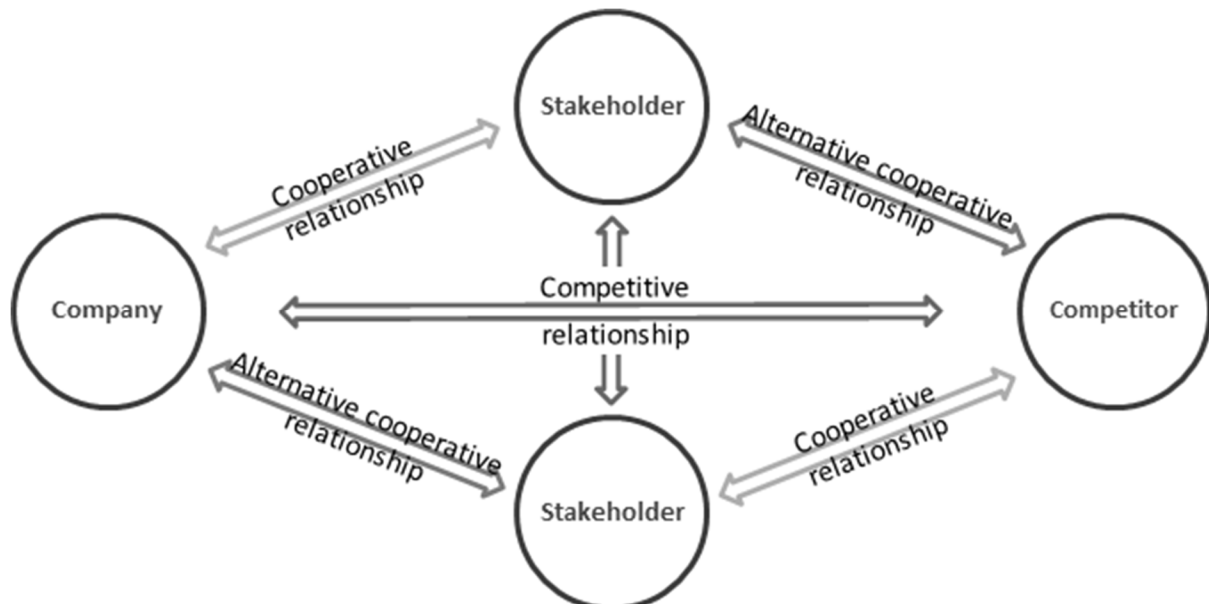 Stakeholder
Cooperative
relationship
Alternative cooperative
relationship
Company
Competitive
relationship
Competitor
Alternative cooperative
relationship
Cooperative
relationship
Stakeholder